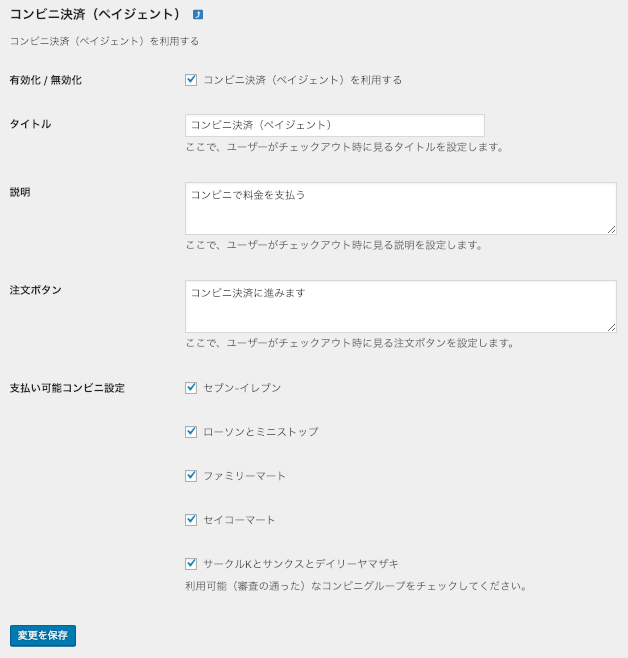 コンビニ決済（ペイジェント）
コンビニ決済（ペイジェント）を利用する
有効化 / 無効化
コンビニ決済（ペイジェント）を利用する
タイトル
コンビニ決済（ペイジェント）
ここで、ユーザーがチェックアウト時に見るタイトルを設定します。
説明
コンビニで料金を支払う
ここで、ユーザーがチェックアウト時に見る説明を設定します。
注文ボタン
コンビニ決済に進みます
ここで、ユーザーがチェックアウト時に見る注文ボタンを設定します。
支払い可能コンビニ設定
セブン-イレブン
ローソンとミニストップ
ファミリーマート
セイコーマート
サークルKとサンクスとデイリーヤマザキ
利用可能（審査の通った）なコンビニグループをチェックしてください。
変更を保存